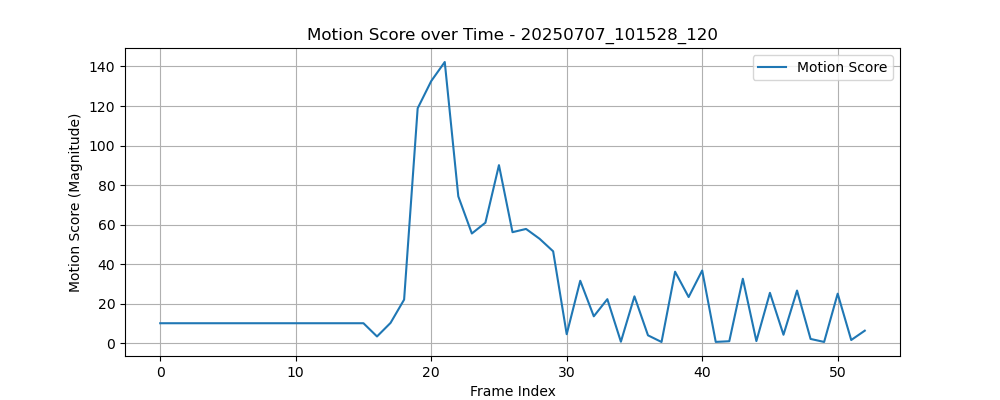 Motion Score over Time - 20250707_101528_120
Motion Score
Motion Score (Magnitude)
140
120
100
80
60
40
20
0
0 10 20 30 40 50
Frame Index